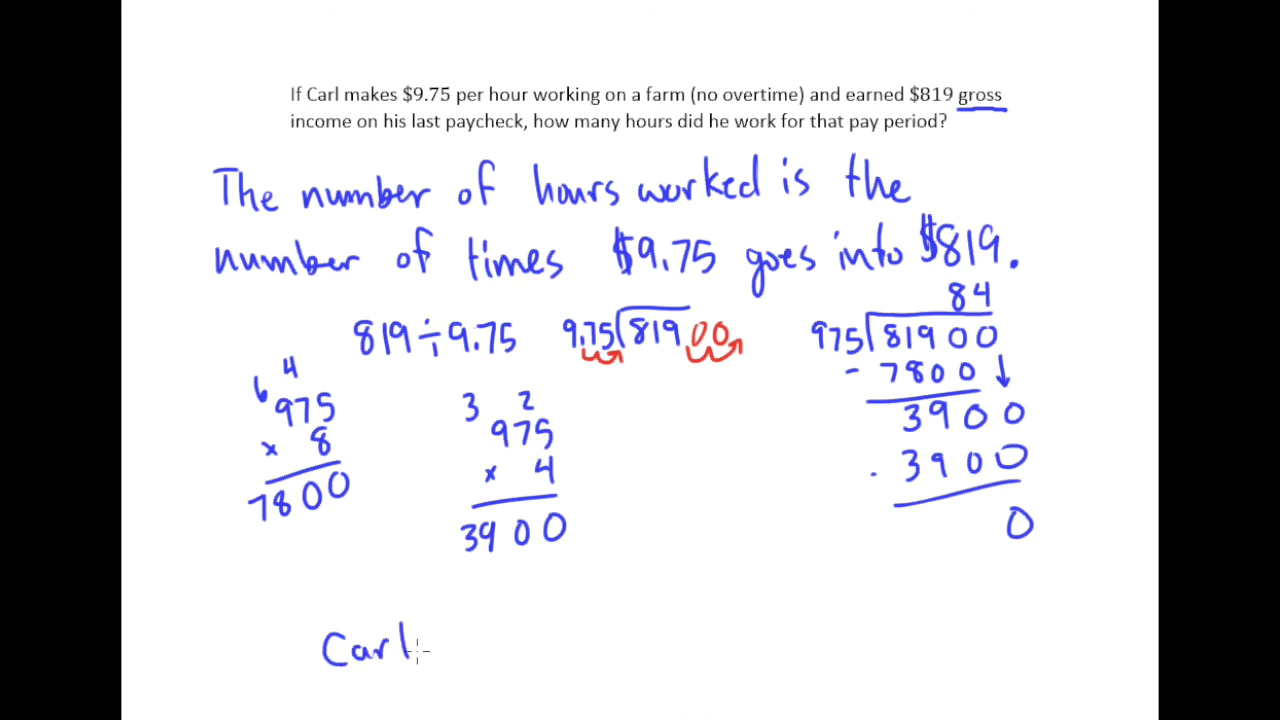 If Carl makes $9.75 per hour working on a farm (no overtime) and earned $819 gross
income on his last paycheck, how many hours did he work for that pay period?
The number of hours worked is the
number of times $9.75 goes into $819.
819 ÷ 9.75
9.75 819 00
84
975 81900
- 7800
3900
- 3900
0
6 4
975
x 8
7800
3 2
975
x 4
3900
Carl